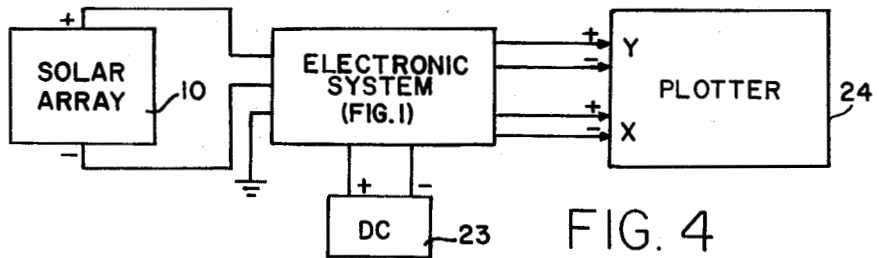 +
SOLAR
ARRAY
10
−
ELECTRONIC
SYSTEM
(FIG. 1)
+
−
DC
23
+
Y
−
+
X
−
PLOTTER
24
FIG. 4